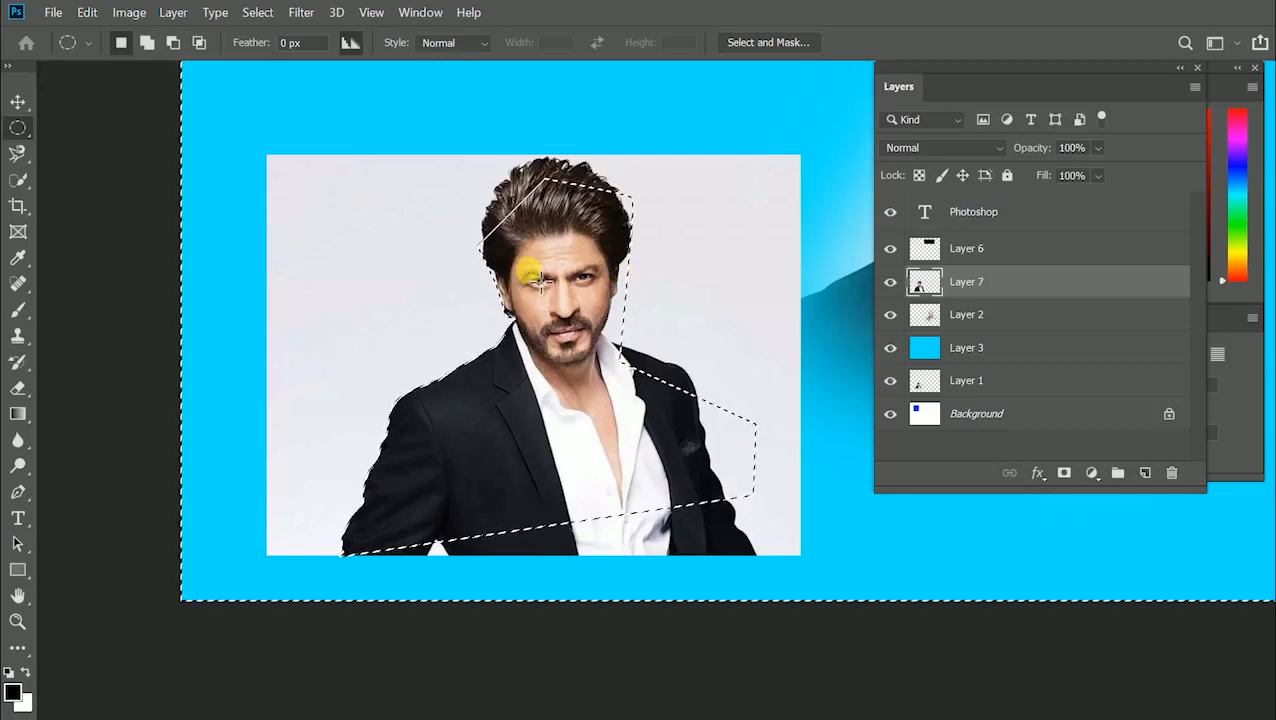 Ps File Edit Image Layer Type Select Filter 3D View Window Help
Feather: 0 px Style: Normal Width: Height: Select and Mask...
Layers
Kind
Normal Opacity: 100%
Lock: Fill: 100%
Photoshop
Layer 6
Layer 7
Layer 2
Layer 3
Layer 1
Background
fx